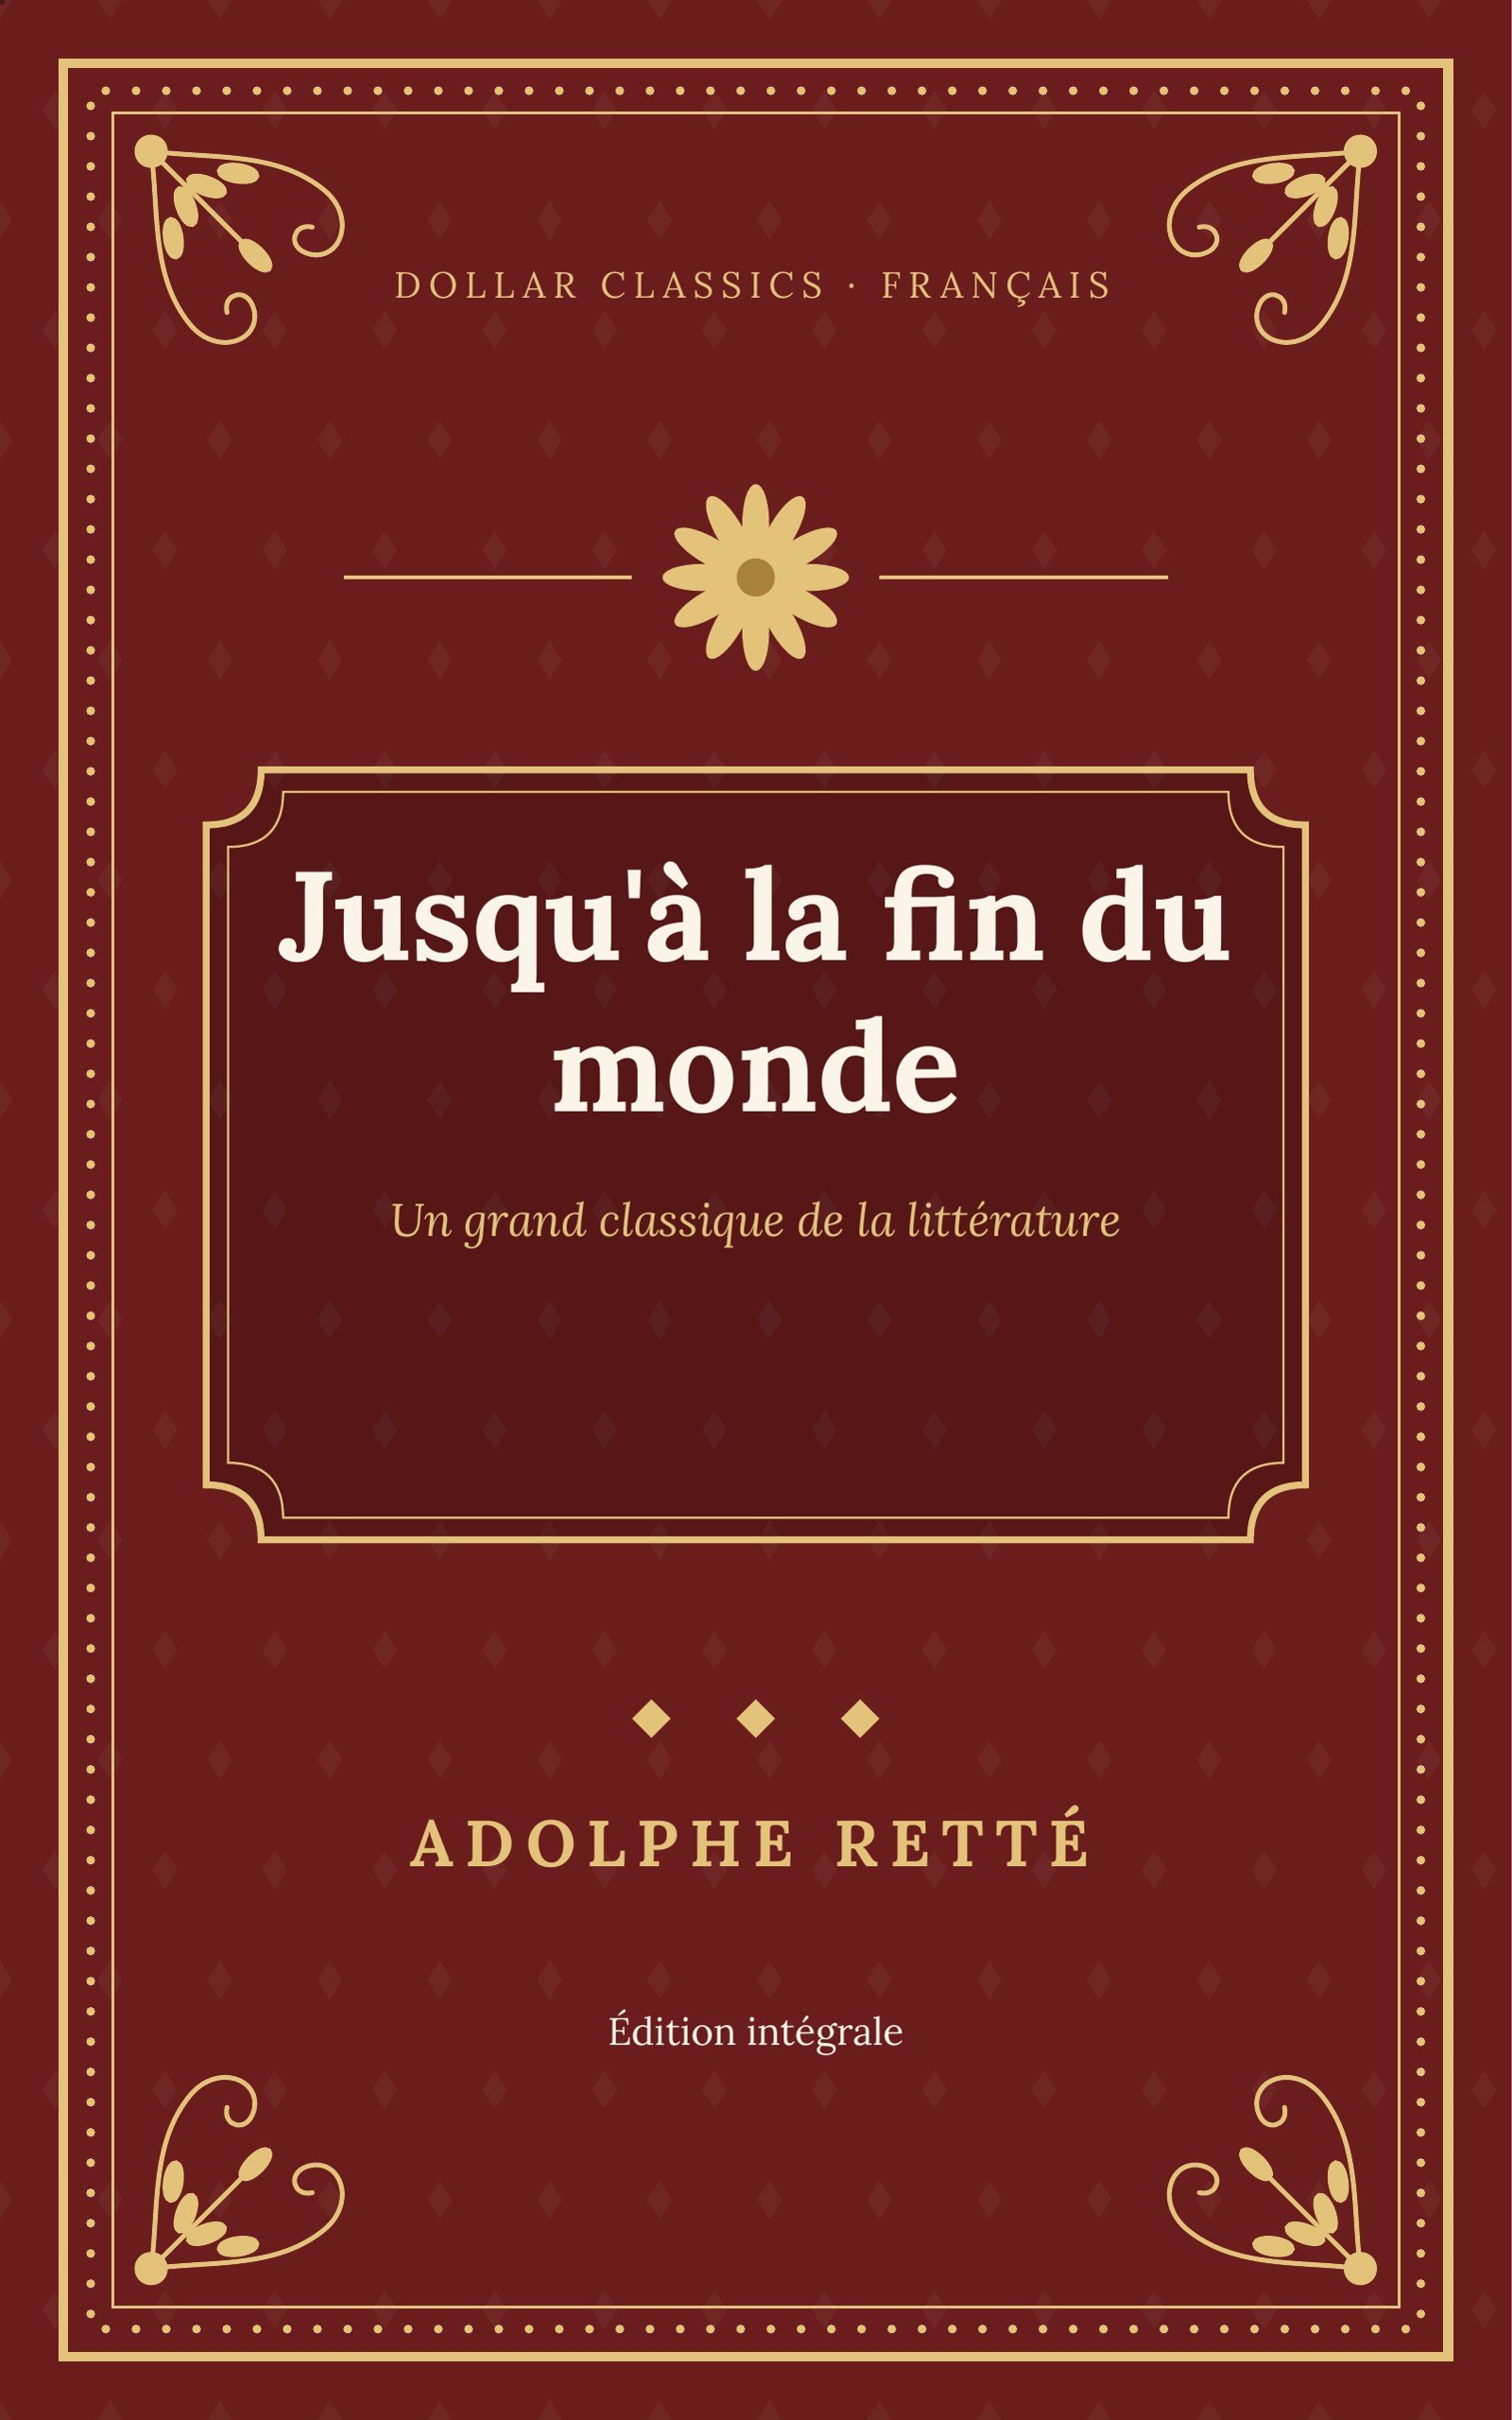 DOLLAR CLASSICS · FRANÇAIS
Jusqu'à la fin du
monde
Un grand classique de la littérature
ADOLPHE RETTÉ
Édition intégrale